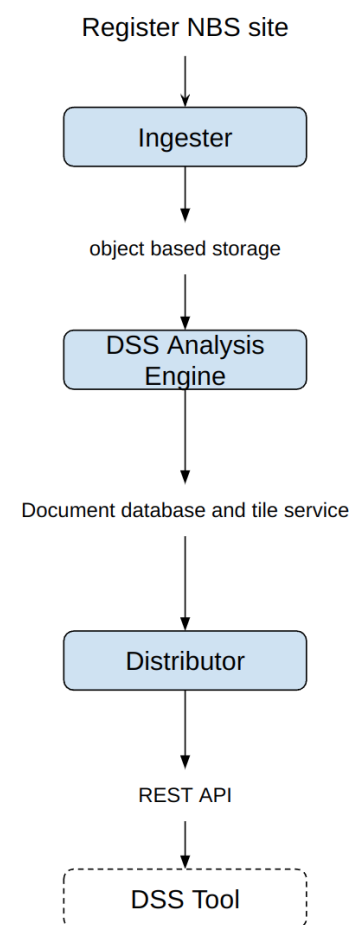 Register NBS site
Ingester
object based storage
DSS Analysis
Engine
Document database and tile service
Distributor
REST API
DSS Tool